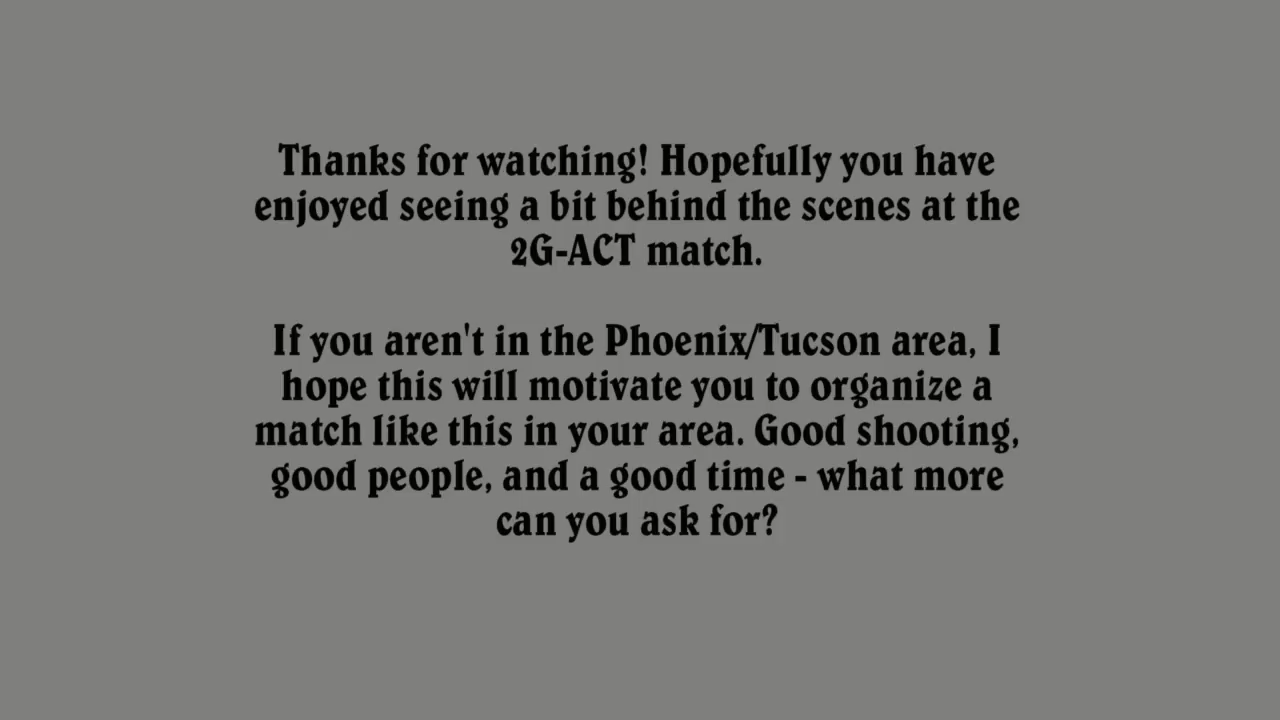 Thanks for watching! Hopefully you have
enjoyed seeing a bit behind the scenes at the
2G-ACT match.
If you aren't in the Phoenix/Tucson area, I
hope this will motivate you to organize a
match like this in your area. Good shooting,
good people, and a good time - what more
can you ask for?